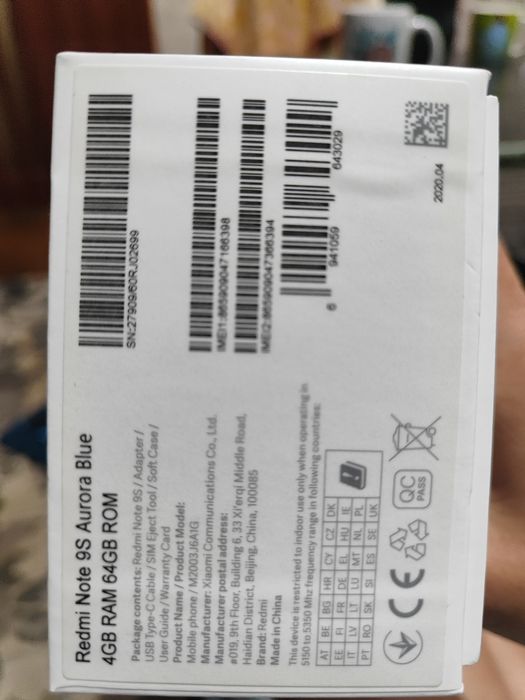 Redmi Note 9S Aurora Blue
4GB RAM 64GB ROM
Package contents: Redmi Note 9S / Adapter /
USB Type-C Cable / SIM Eject Tool / Soft Case /
User Guide / Warranty Card
Product Name / Product Model:
Mobile phone / M2003J6A1G
Manufacturer: Xiaomi Communications Co., Ltd.
Manufacturer postal address:
#019, 9th Floor, Building 6, 33 Xi'erqi Middle Road,
Haidian District, Beijing, China, 100085
Brand: Redmi
Made in China
This device is restricted to indoor use only when operating in
5150 to 5350 Mhz frequency range in following countries:
AT BE BG HR CY CZ DK
EE FI FR DE EL HU IE
IT LV LT LU MT NL PL
PT RO SK SI ES SE UK
CE
QC
PASS
SN:27909/60RJ02699
IMEI1:865909047166398
IMEI2:865909047366394
6 941059 643029
2020.04